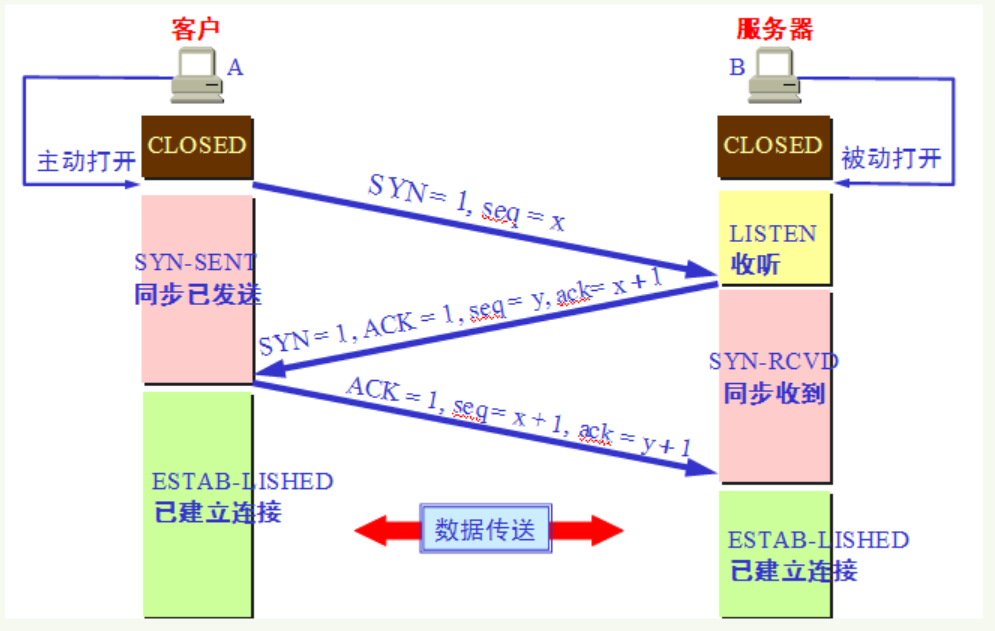 客户
服务器
A
B
CLOSED
CLOSED
主动打开
被动打开
SYN = 1, seq = x
LISTEN
收听
SYN-SENT
同步已发送
SYN = 1, ACK = 1, seq = y, ack= x + 1
SYN-RCVD
同步收到
ACK = 1, seq = x + 1, ack = y + 1
ESTAB-LISHED
已建立连接
数据传送
ESTAB-LISHED
已建立连接